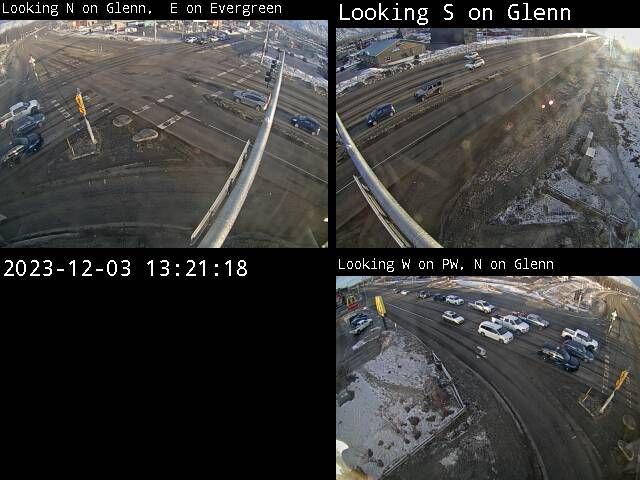 Looking N on Glenn,  E on Evergreen
Looking S on Glenn
2023-12-03 13:21:18
Looking W on PW, N on Glenn